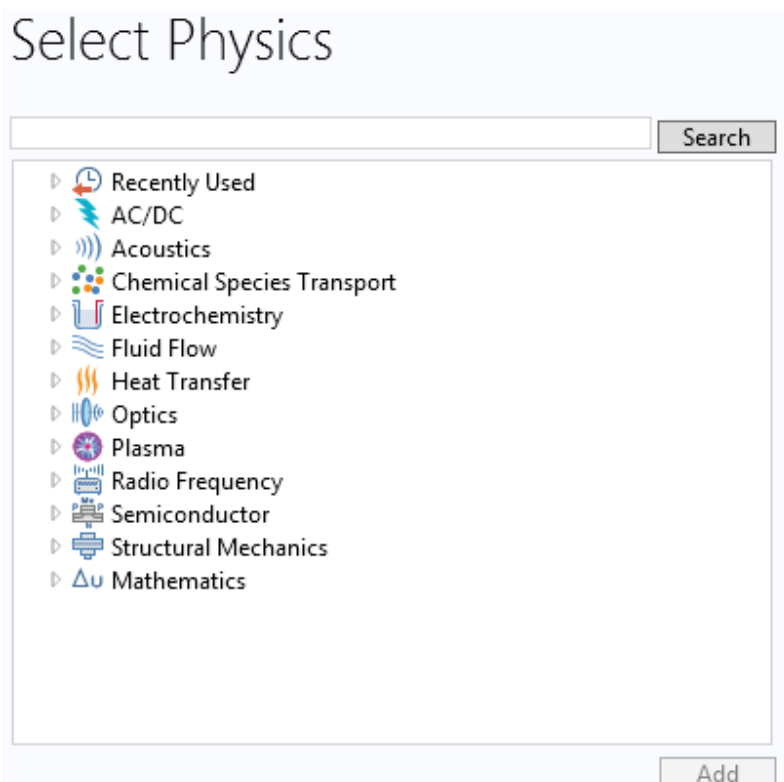 Select Physics
Search
Recently Used
AC/DC
Acoustics
Chemical Species Transport
Electrochemistry
Fluid Flow
Heat Transfer
Optics
Plasma
Radio Frequency
Semiconductor
Structural Mechanics
Δu Mathematics
Add